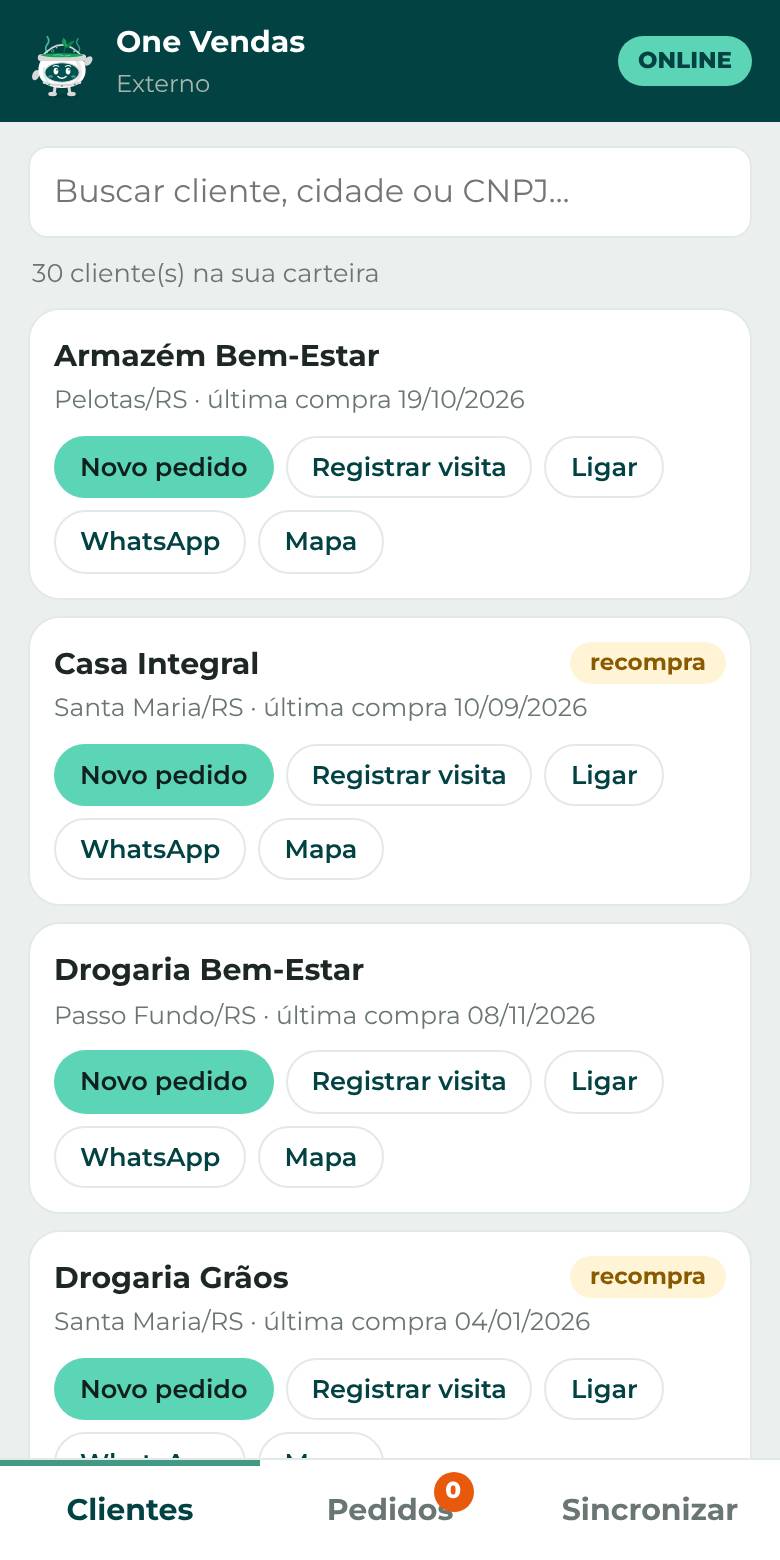 One Vendas
Externo
ONLINE
Buscar cliente, cidade ou CNPJ...
30 cliente(s) na sua carteira
Armazém Bem-Estar
Pelotas/RS · última compra 19/10/2026
Novo pedido
Registrar visita
Ligar
WhatsApp
Mapa
Casa Integral
recompra
Santa Maria/RS · última compra 10/09/2026
Novo pedido
Registrar visita
Ligar
WhatsApp
Mapa
Drogaria Bem-Estar
Passo Fundo/RS · última compra 08/11/2026
Novo pedido
Registrar visita
Ligar
WhatsApp
Mapa
Drogaria Grãos
recompra
Santa Maria/RS · última compra 04/01/2026
Novo pedido
Registrar visita
Ligar
Clientes
Pedidos
0
Sincronizar